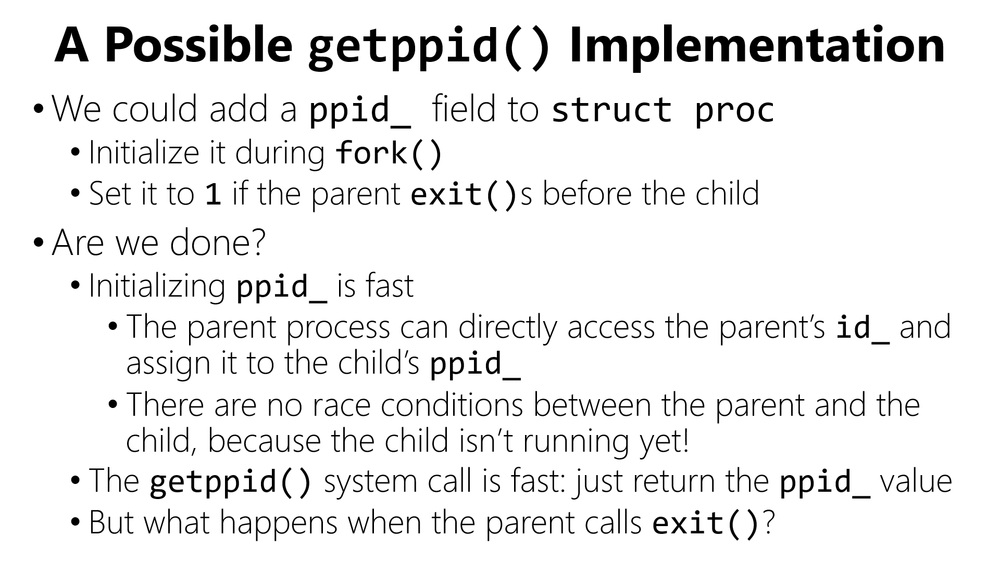 A Possible getppid() Implementation
• We could add a ppid_ field to struct proc
• Initialize it during fork()
• Set it to 1 if the parent exit()s before the child
• Are we done?
• Initializing ppid_ is fast
• The parent process can directly access the parent’s id_ and
assign it to the child’s ppid_
• There are no race conditions between the parent and the
child, because the child isn’t running yet!
• The getppid() system call is fast: just return the ppid_ value
• But what happens when the parent calls exit()?